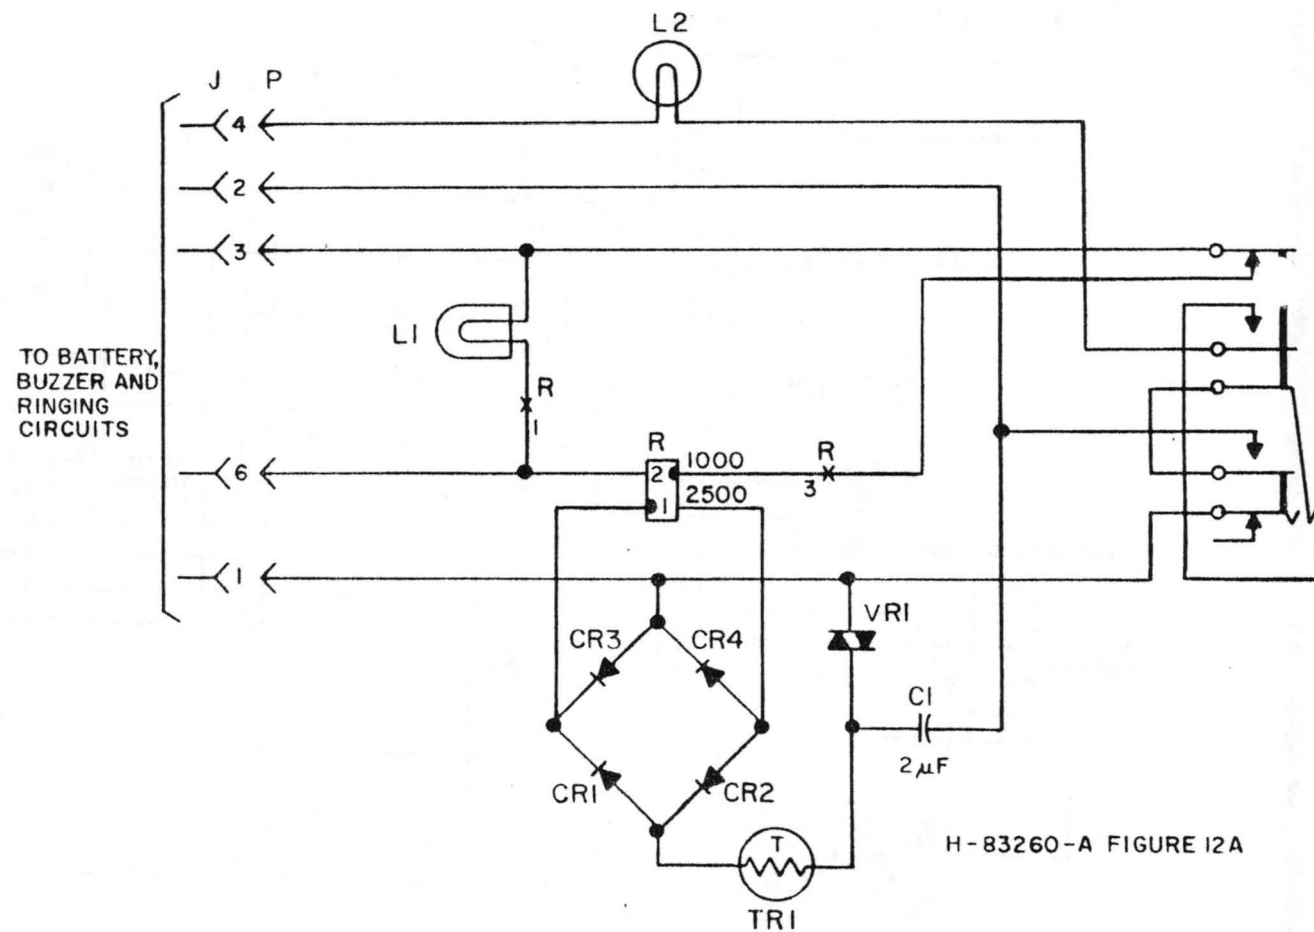 L2
J P
4
2
3
L1
TO BATTERY,
BUZZER AND
RINGING
CIRCUITS
R
1
6
R
2 1000
1 2500
R
3
1
CR3 CR4
VR1
C1
2µF
CR1 CR2
T
TR1
H-83260-A FIGURE 12A